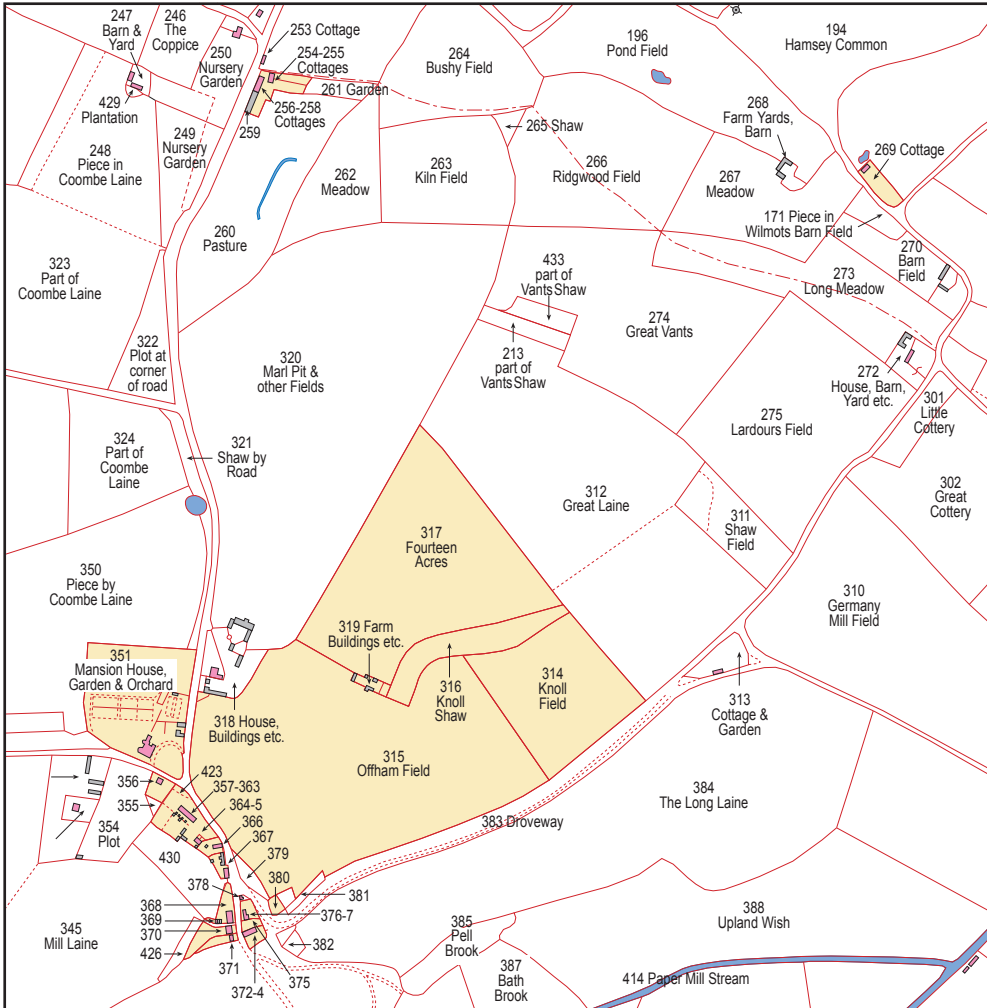 247
Barn &
Yard
246
The
Coppice
250
Nursery
Garden
253 Cottage
254-255
Cottages
261 Garden
256-258
Cottages
259
264
Bushy Field
196
Pond Field
194
Hamsey Common
429
Plantation
249
Nursery
Garden
248
Piece in
Coombe Laine
262
Meadow
263
Kiln Field
265 Shaw
266
Ridgwood Field
268
Farm Yards,
Barn
267
Meadow
269 Cottage
171 Piece in
Wilmots Barn Field
260
Pasture
270
Barn
Field
323
Part of
Coombe Laine
433
part of
Vants Shaw
273
Long Meadow
274
Great Vants
322
Plot at
corner
of road
320
Marl Pit &
other Fields
213
part of
Vants Shaw
272
House, Barn,
Yard etc.
301
Little
Cottery
275
Lardours Field
324
Part of
Coombe
Laine
321
Shaw by
Road
302
Great
Cottery
312
Great Laine
311
Shaw
Field
317
Fourteen
Acres
350
Piece by
Coombe Laine
310
Germany
Mill Field
319 Farm
Buildings etc.
351
Mansion House,
Garden & Orchard
316
Knoll
Shaw
314
Knoll
Field
313
Cottage &
Garden
318 House,
Buildings etc.
315
Offham Field
356
423
357-363
355
364-5
366
354
Plot
367
430
379
383 Droveway
384
The Long Laine
378
380
381
368
376-7
369
370
345
Mill Laine
426
371
372-4
375
382
385
Pell
Brook
388
Upland Wish
387
Bath
Brook
414 Paper Mill Stream